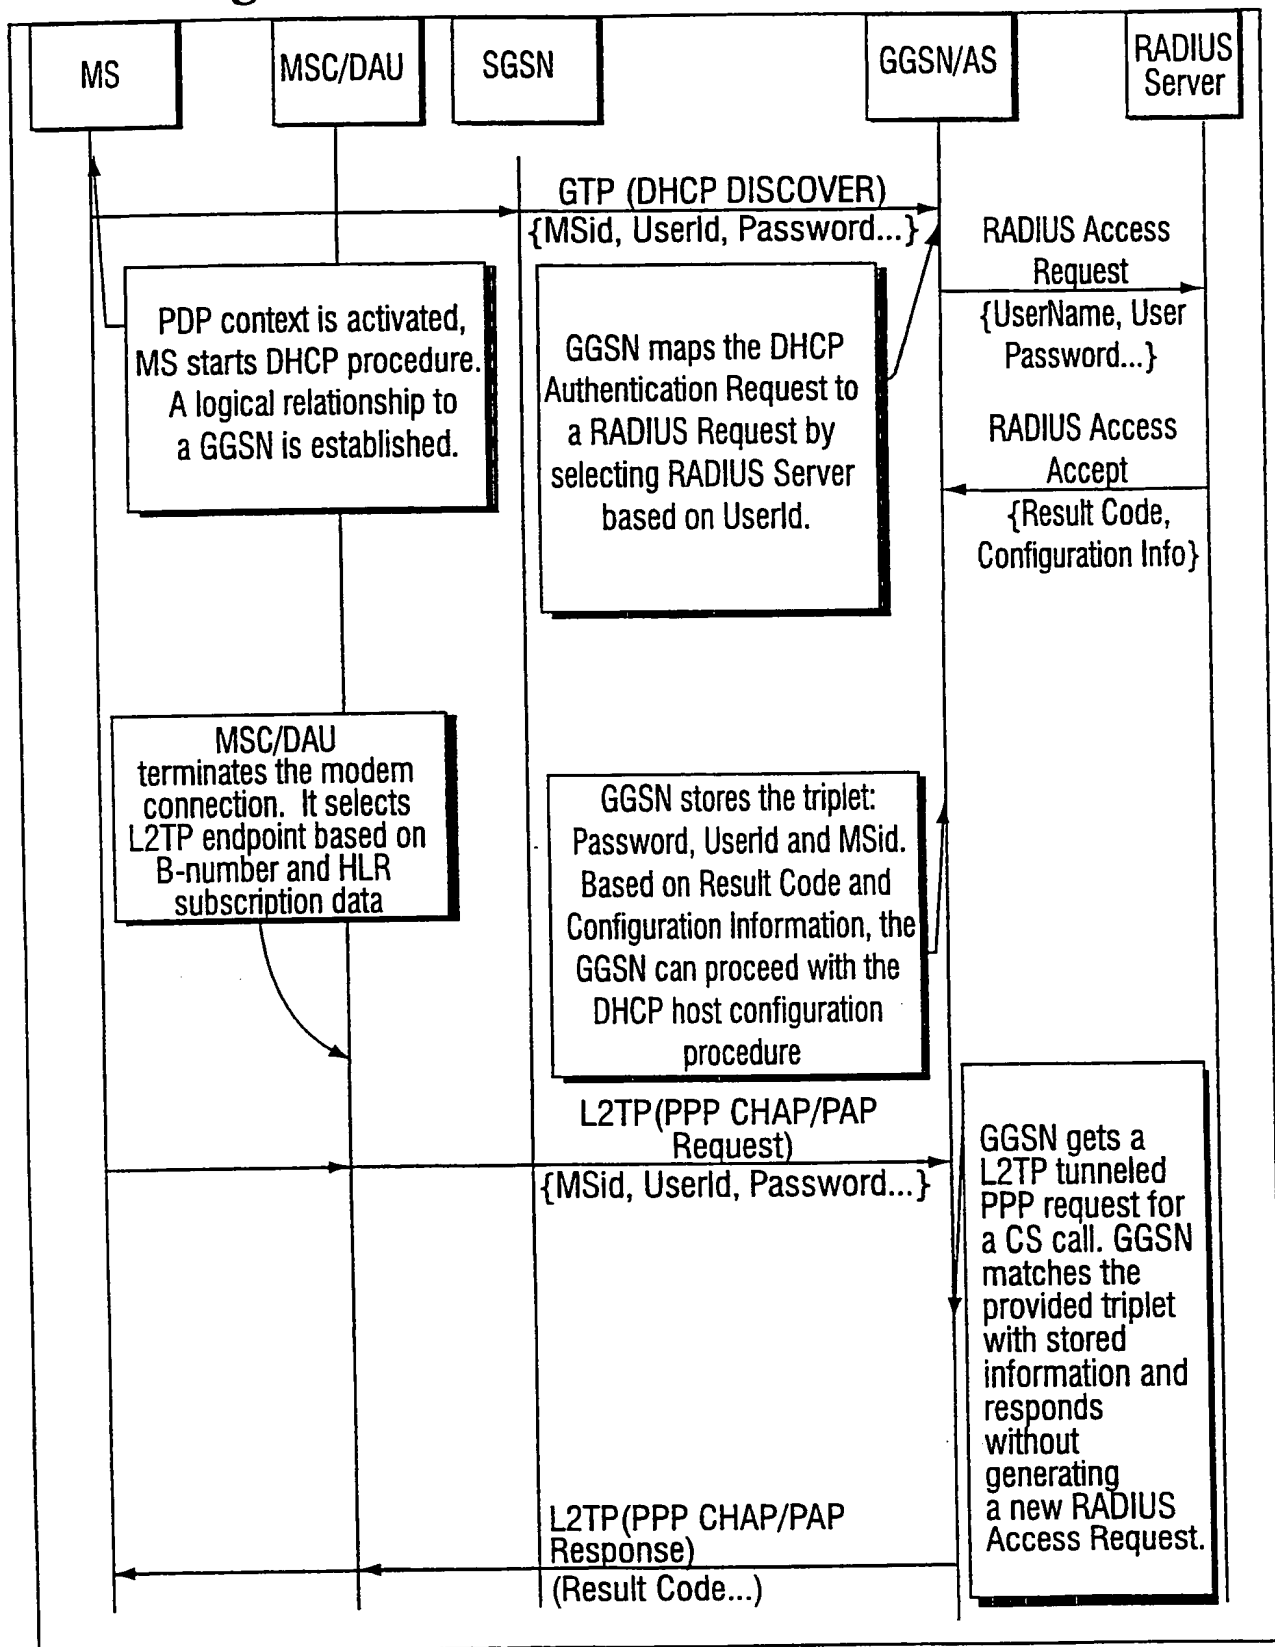 MS
MSC/DAU
SGSN
GGSN/AS
RADIUS
Server
GTP (DHCP DISCOVER)
{MSid, UserId, Password...}
RADIUS Access
Request
{UserName, User
Password...}
PDP context is activated,
MS starts DHCP procedure.
A logical relationship to
a GGSN is established.
GGSN maps the DHCP
Authentication Request to
a RADIUS Request by
selecting RADIUS Server
based on UserId.
RADIUS Access
Accept
{Result Code,
Configuration Info}
MSC/DAU
terminates the modem
connection. It selects
L2TP endpoint based on
B-number and HLR
subscription data
GGSN stores the triplet:
Password, UserId and MSid.
Based on Result Code and
Configuration Information, the
GGSN can proceed with the
DHCP host configuration
procedure
L2TP(PPP CHAP/PAP
Request)
{MSid, UserId, Password...}
GGSN gets a
L2TP tunneled
PPP request for
a CS call. GGSN
matches the
provided triplet
with stored
information and
responds
without
generating
a new RADIUS
Access Request.
L2TP(PPP CHAP/PAP
Response)
(Result Code...)